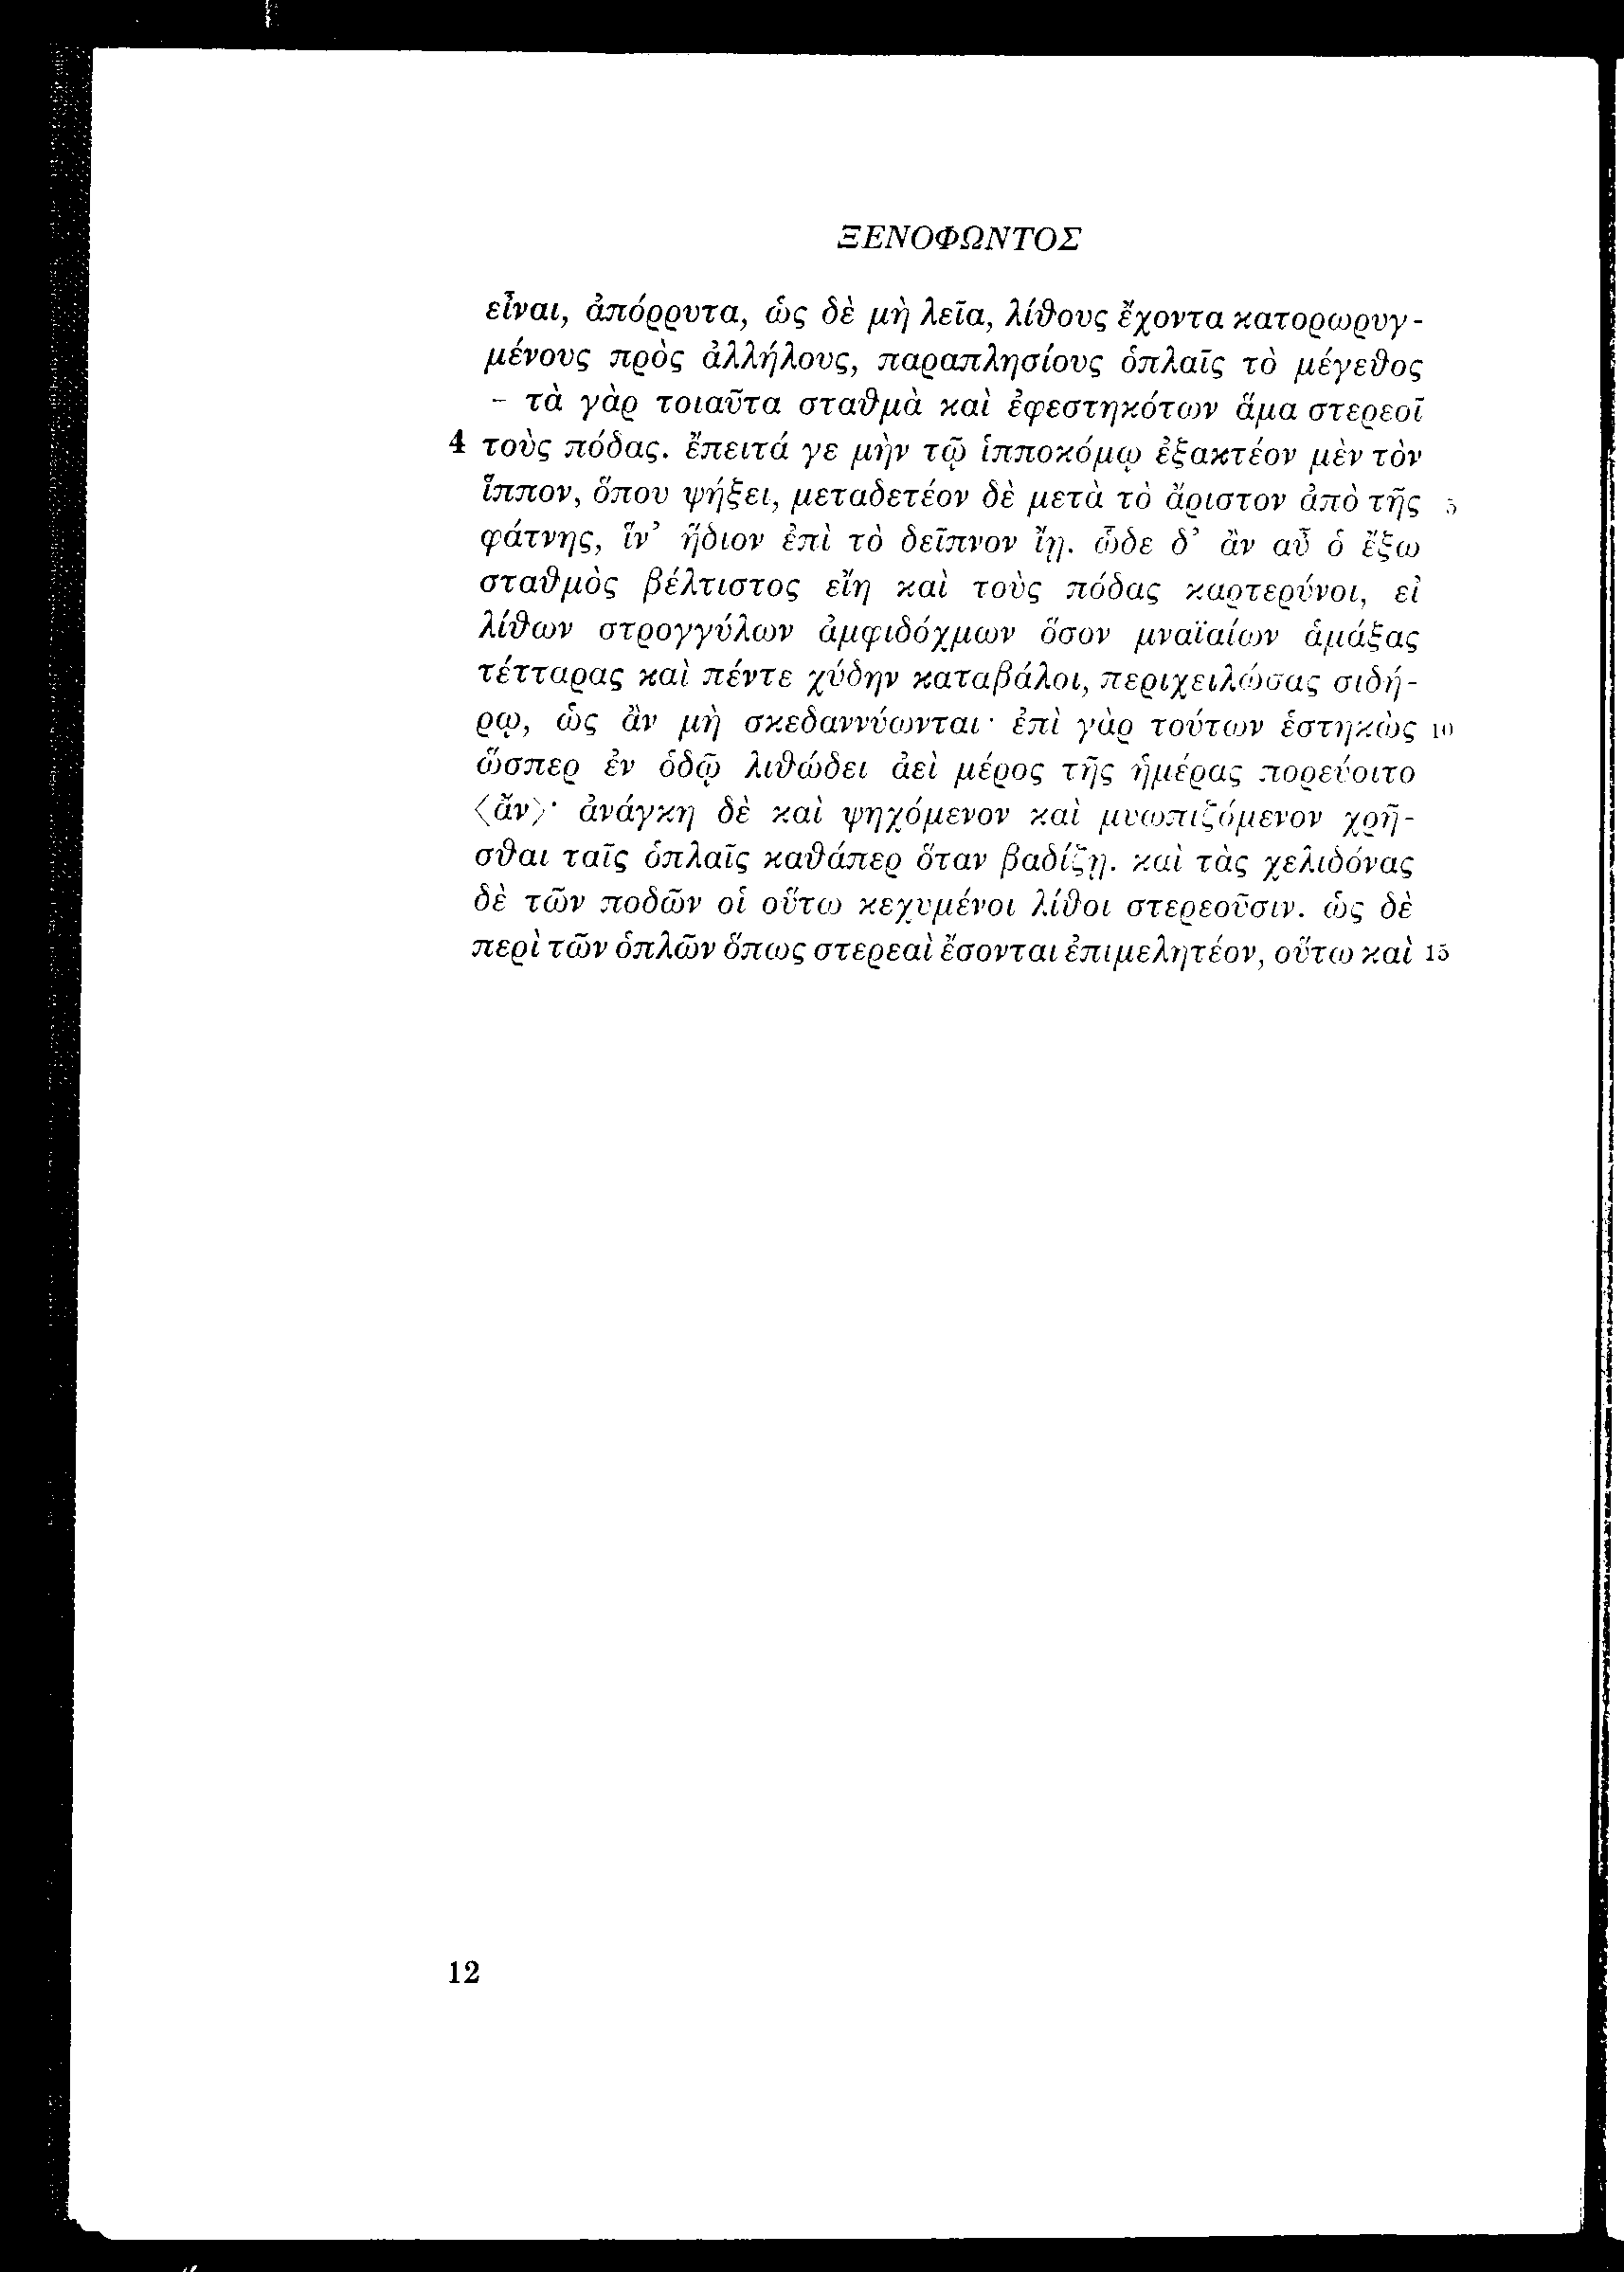 ΞΕΝΟΦΩΝΤΟΣ
εἶναι, ἀπόρρυτα, ὡς δὲ μὴ λεῖα, λίθους ἔχοντα κατορωρυγ-
μένους πρὸς ἀλλήλους, παραπλησίους ὁπλαῖς τὸ μέγεθος
– τὰ γὰρ τοιαῦτα σταθμὰ καὶ ἐφεστηκότων ἅμα στερεοῖ
4 τοὺς πόδας. ἔπειτά γε μὴν τῷ ἱπποκόμῳ ἐξακτέον μὲν τὸν
ἵππον, ὅπου ψήξει, μεταδετέον δὲ μετὰ τὸ ἄριστον ἀπὸ τῆς 5
φάτνης, ἵν’ ἥδιον ἐπὶ τὸ δεῖπνον ἴῃ. ὧδε δ’ ἂν αὖ ὁ ἔξω
σταθμὸς βέλτιστος εἴη καὶ τοὺς πόδας καρτερύνοι, εἰ
λίθων στρογγύλων ἀμφιδόχμων ὅσον μναϊαίων ἁμάξας
τέτταρας καὶ πέντε χύδην καταβάλοι, περιχειλώσας σιδή-
ρῳ, ὡς ἂν μὴ σκεδαννύωνται· ἐπὶ γὰρ τούτων ἑστηκὼς 10
ὥσπερ ἐν ὁδῷ λιθώδει ἀεὶ μέρος τῆς ἡμέρας πορεύοιτο
⟨ἄν⟩· ἀνάγκη δὲ καὶ ψηχόμενον καὶ μυωπιζόμενον χρῆ-
σθαι ταῖς ὁπλαῖς καθάπερ ὅταν βαδίζῃ. καὶ τὰς χελιδόνας
δὲ τῶν ποδῶν οἱ οὕτω κεχυμένοι λίθοι στερεοῦσιν. ὡς δὲ
περὶ τῶν ὁπλῶν ὅπως στερεαὶ ἔσονται ἐπιμελητέον, οὕτω καὶ 15
12